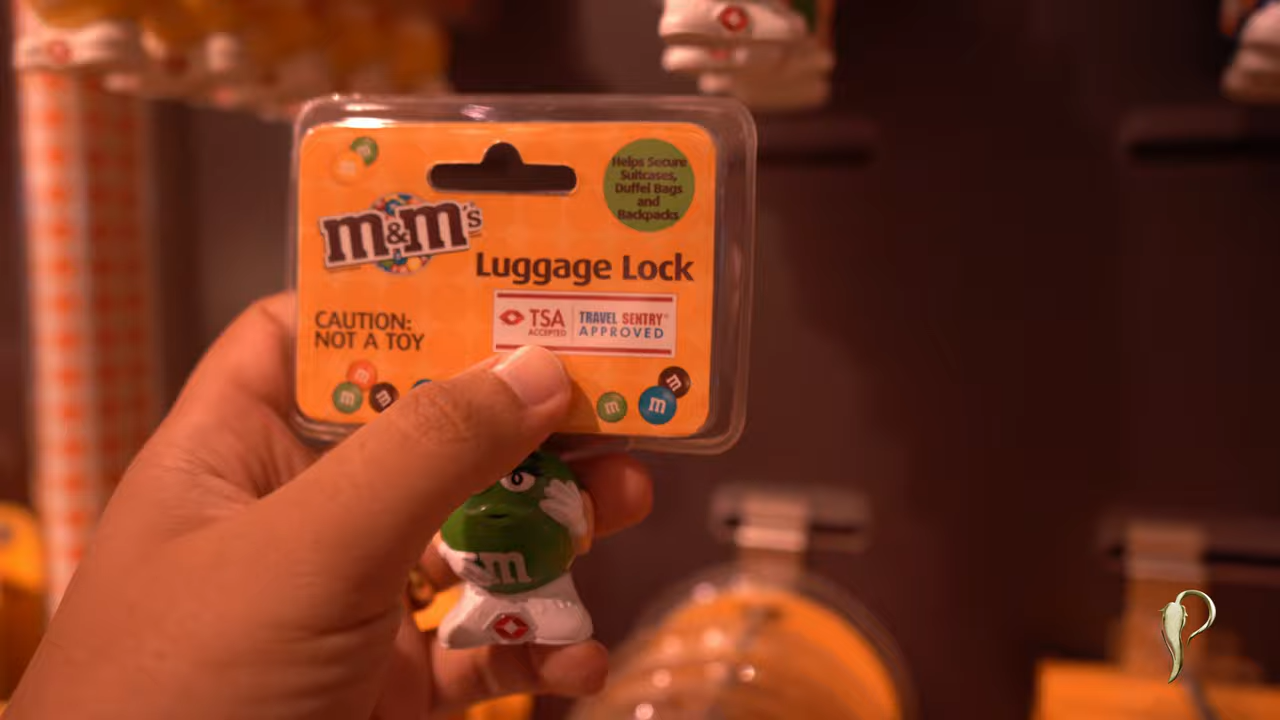 Helps Secure
Suitcases,
Duffel Bags
and
Backpacks
m&m's
Luggage Lock
TSA
ACCEPTED
TRAVEL SENTRY
APPROVED
CAUTION:
NOT A TOY
m
m
m
m
m
m
m